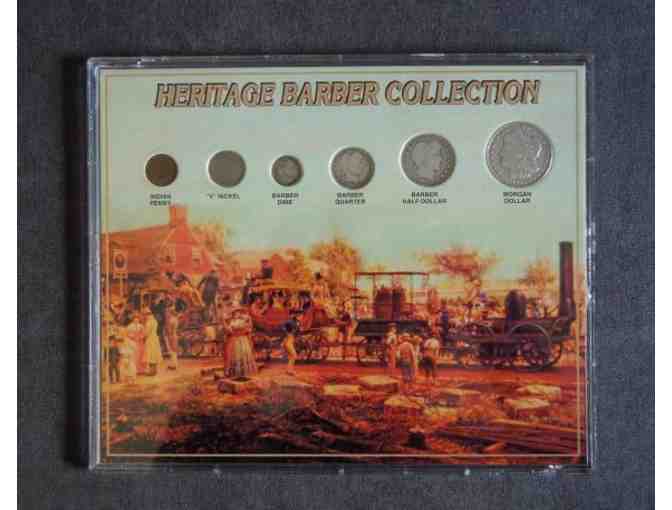 HERITAGE BARBER COLLECTION
INDIAN
PENNY
"V" NICKEL
BARBER
DIME
BARBER
QUARTER
BARBER
HALF DOLLAR
MORGAN
DOLLAR